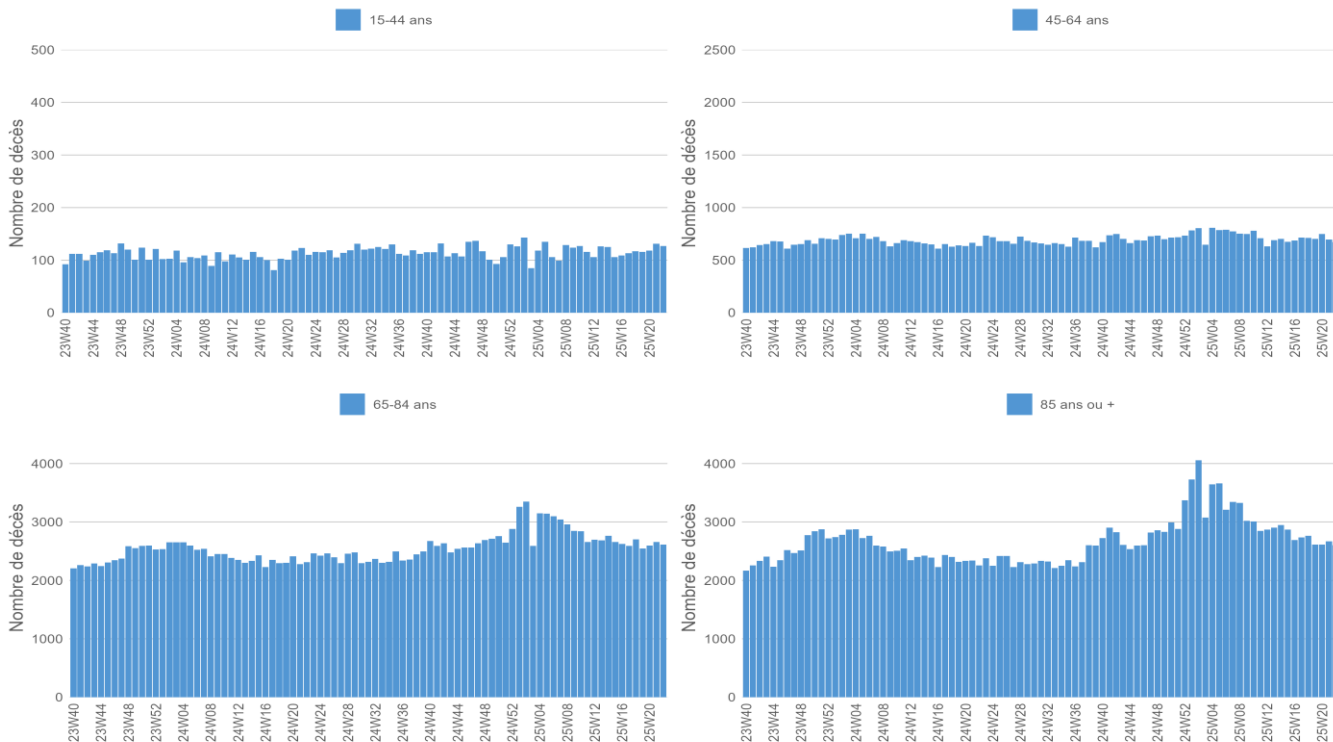 15-44 ans
500
400
300
200
100
0
Nombre de décès
23W40 23W44 23W48 23W52 24W04 24W08 24W12 24W16 24W20 24W24 24W28 24W32 24W36 24W40 24W44 24W48 24W52 25W04 25W08 25W12 25W16 25W20
45-64 ans
2500
2000
1500
1000
500
0
Nombre de décès
23W40 23W44 23W48 23W52 24W04 24W08 24W12 24W16 24W20 24W24 24W28 24W32 24W36 24W40 24W44 24W48 24W52 25W04 25W08 25W12 25W16 25W20
65-84 ans
4000
3000
2000
1000
0
Nombre de décès
23W40 23W44 23W48 23W52 24W04 24W08 24W12 24W16 24W20 24W24 24W28 24W32 24W36 24W40 24W44 24W48 24W52 25W04 25W08 25W12 25W16 25W20
85 ans ou +
4000
3000
2000
1000
0
Nombre de décès
23W40 23W44 23W48 23W52 24W04 24W08 24W12 24W16 24W20 24W24 24W28 24W32 24W36 24W40 24W44 24W48 24W52 25W04 25W08 25W12 25W16 25W20